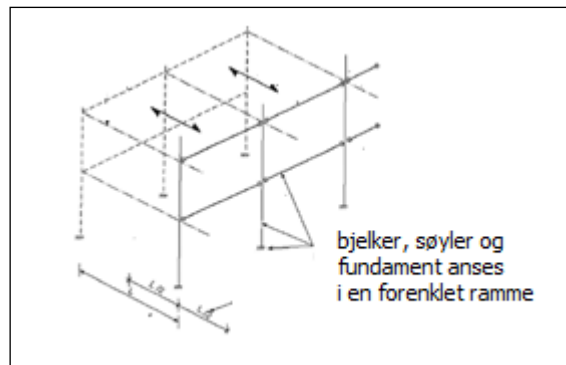 bjelker, søyler og
fundament anses
i en forenklet ramme